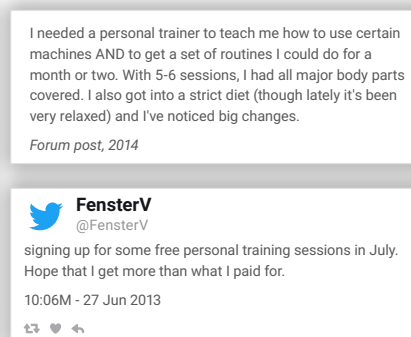 I needed a personal trainer to teach me how to use certain
machines AND to get a set of routines I could do for a
month or two. With 5-6 sessions, I had all major body parts
covered. I also got into a strict diet (though lately it's been
very relaxed) and I've noticed big changes.
Forum post, 2014
FensterV
@FensterV
signing up for some free personal training sessions in July.
Hope that I get more than what I paid for.
10:06M - 27 Jun 2013